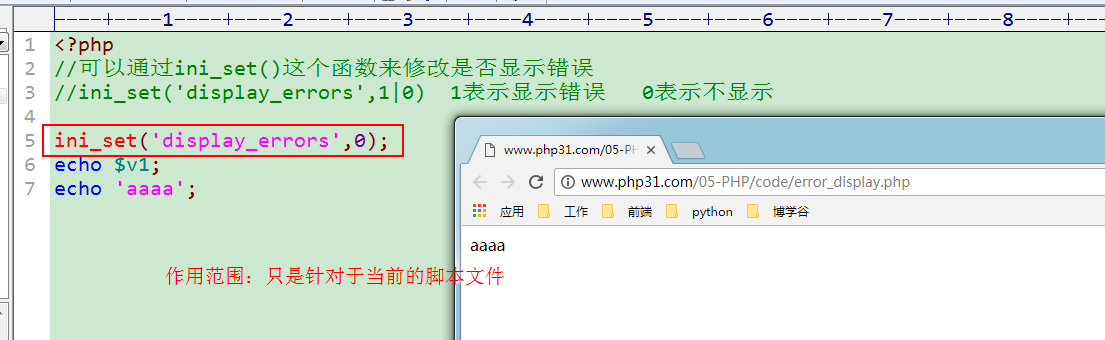 ----+----1----+----2----+----3----+----4----+----5----+----6----+----7----+----8----+--
1 <?php
2 //可以通过ini_set()这个函数来修改是否显示错误
3 //ini_set('display_errors',1|0)  1表示显示错误   0表示不显示
4
5 ini_set('display_errors',0);
6 echo $v1;
7 echo 'aaaa';
作用范围：只是针对于当前的脚本文件
www.php31.com/05-PH
www.php31.com/05-PHP/code/error_display.php
应用 工作 前端 python 博学谷
aaaa